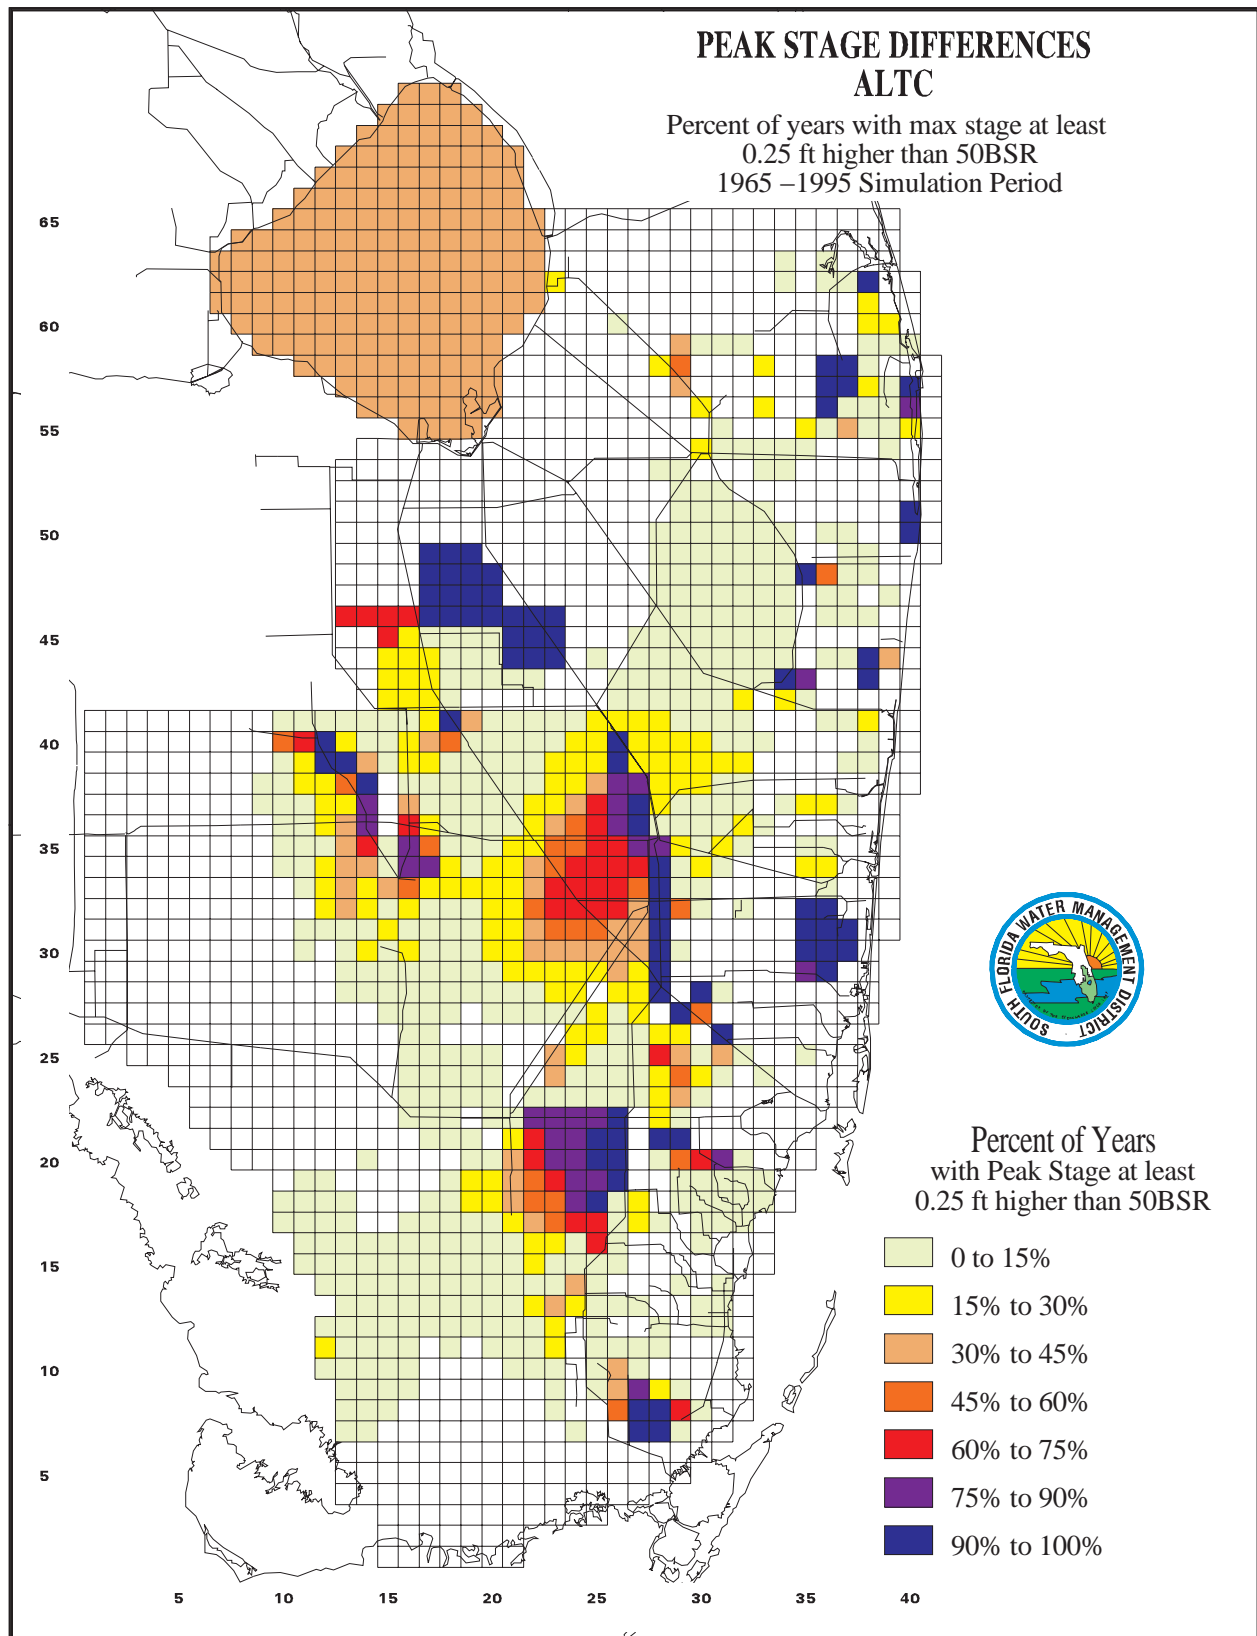 PEAK STAGE DIFFERENCES
ALTC
Percent of years with max stage at least
0.25 ft higher than 50BSR
1965 –1995 Simulation Period
65
60
55
50
45
40
35
30
25
20
15
10
5
SOUTH FLORIDA WATER MANAGEMENT DISTRICT
Percent of Years
with Peak Stage at least
0.25 ft higher than 50BSR
0 to 15%
15% to 30%
30% to 45%
45% to 60%
60% to 75%
75% to 90%
90% to 100%
5 10 15 20 25 30 35 40